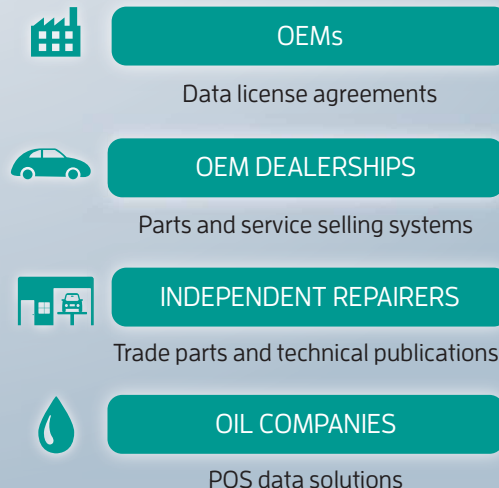 OEMs
Data license agreements
OEM DEALERSHIPS
Parts and service selling systems
INDEPENDENT REPAIRERS
Trade parts and technical publications
OIL COMPANIES
POS data solutions